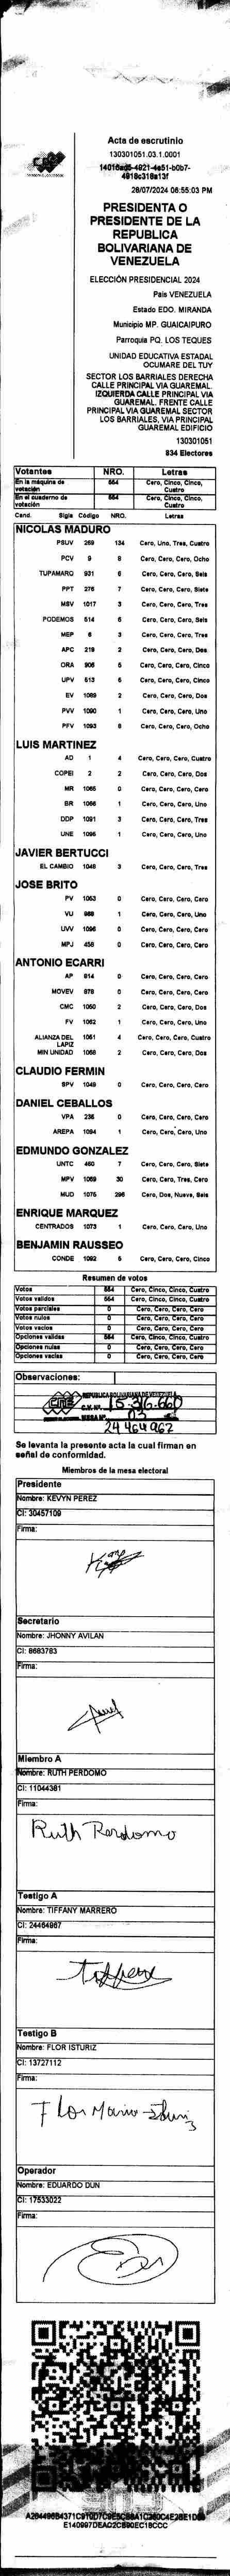 Acta de escrutinio
130301051.03.1.0001
4916c318a13f
28/07/2024 06:55:03 PM
PRESIDENTA O
PRESIDENTE DE LA
REPUBLICA
BOLIVARIANA DE
VENEZUELA
ELECCIÓN PRESIDENCIAL 2024
País VENEZUELA
Estado EDO. MIRANDA
Municipio MP. GUAICAIPURO
Parroquia PQ. LOS TEQUES
UNIDAD EDUCATIVA ESTADAL
OCUMARE DEL TUY
SECTOR LOS BARRIALES DERECHA
CALLE PRINCIPAL VIA GUAREMAL.
IZQUIERDA CALLE PRINCIPAL VIA
GUAREMAL. FRENTE CALLE
PRINCIPAL VIA GUAREMAL SECTOR
LOS BARRIALES, VIA PRINCIPAL
GUAREMAL EDIFICIO
130301051
834 Electores
Votantes NRO. Letras
En la máquina de votación 554 Cero, Cinco, Cinco, Cuatro
En el cuaderno de votación 554 Cero, Cinco, Cinco, Cuatro
Cand. Sigla Código NRO. Letras
NICOLAS MADURO
PSUV 269 134 Cero, Uno, Tres, Cuatro
PCV 9 8 Cero, Cero, Cero, Ocho
TUPAMARO 931 6 Cero, Cero, Cero, Seis
PPT 276 7 Cero, Cero, Cero, Siete
MSV 1017 3 Cero, Cero, Cero, Tres
PODEMOS 514 6 Cero, Cero, Cero, Seis
MEP 6 3 Cero, Cero, Cero, Tres
APC 219 2 Cero, Cero, Cero, Dos
ORA 906 5 Cero, Cero, Cero, Cinco
UPV 513 5 Cero, Cero, Cero, Cinco
EV 1089 2 Cero, Cero, Cero, Dos
PVV 1090 1 Cero, Cero, Cero, Uno
PFV 1093 8 Cero, Cero, Cero, Ocho
LUIS MARTINEZ
AD 1 4 Cero, Cero, Cero, Cuatro
COPEI 2 2 Cero, Cero, Cero, Dos
MR 1065 0 Cero, Cero, Cero, Cero
BR 1066 1 Cero, Cero, Cero, Uno
DDP 1091 3 Cero, Cero, Cero, Tres
UNE 1095 1 Cero, Cero, Cero, Uno
JAVIER BERTUCCI
EL CAMBIO 1048 3 Cero, Cero, Cero, Tres
JOSE BRITO
PV 1053 0 Cero, Cero, Cero, Cero
VU 988 1 Cero, Cero, Cero, Uno
UVV 1096 0 Cero, Cero, Cero, Cero
MPJ 458 0 Cero, Cero, Cero, Cero
ANTONIO ECARRI
AP 814 0 Cero, Cero, Cero, Cero
MOVEV 878 0 Cero, Cero, Cero, Cero
CMC 1050 2 Cero, Cero, Cero, Dos
FV 1062 1 Cero, Cero, Cero, Uno
ALIANZA DEL LAPIZ 1051 4 Cero, Cero, Cero, Cuatro
MIN UNIDAD 1058 2 Cero, Cero, Cero, Dos
CLAUDIO FERMIN
SPV 1049 0 Cero, Cero, Cero, Cero
DANIEL CEBALLOS
VPA 236 0 Cero, Cero, Cero, Cero
AREPA 1094 1 Cero, Cero, Cero, Uno
EDMUNDO GONZALEZ
UNTC 460 7 Cero, Cero, Cero, Siete
MPV 1069 30 Cero, Cero, Tres, Cero
MUD 1075 296 Cero, Dos, Nueve, Seis
ENRIQUE MARQUEZ
CENTRADOS 1073 1 Cero, Cero, Cero, Uno
BENJAMIN RAUSSEO
CONDE 1092 5 Cero, Cero, Cero, Cinco
Resumen de votos
Votos 554 Cero, Cinco, Cinco, Cuatro
Votos validos 554 Cero, Cinco, Cinco, Cuatro
Votos parciales 0 Cero, Cero, Cero, Cero
Votos nulos 0 Cero, Cero, Cero, Cero
Votos vacios 0 Cero, Cero, Cero, Cero
Opciones validas 554 Cero, Cinco, Cinco, Cuatro
Opciones nulas 0 Cero, Cero, Cero, Cero
Opciones vacias 0 Cero, Cero, Cero, Cero
Observaciones:
CNE REPUBLICA BOLIVARIANA DE VENEZUELA
C.V. N°. 15.316.660
MESA N° 03
24 464 967
Se levanta la presente acta la cual firman en
señal de conformidad.
Miembros de la mesa electoral
Presidente
Nombre: KEVYN PEREZ
CI: 30457109
Firma:
Secretario
Nombre: JHONNY AVILAN
CI: 8683783
Firma:
Miembro A
Nombre: RUTH PERDOMO
CI: 11044381
Firma:
Ruth Perdomo
Testigo A
Nombre: TIFFANY MARRERO
CI: 24464967
Firma:
Testigo B
Nombre: FLOR ISTURIZ
CI: 13727112
Firma:
Flor Maria Isturiz
Operador
Nombre: EDUARDO DUN
CI: 17533022
Firma:
E140997DEAC2CB90EC18CCC